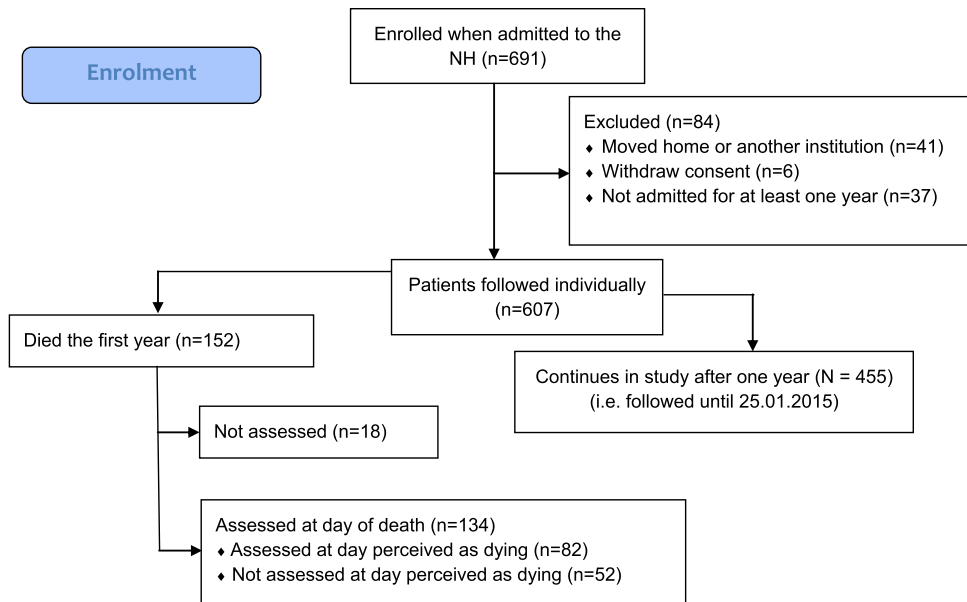 Enrolment
Enrolled when admitted to the
NH (n=691)
Excluded (n=84)
♦ Moved home or another institution (n=41)
♦ Withdraw consent (n=6)
♦ Not admitted for at least one year (n=37)
Patients followed individually
(n=607)
Died the first year (n=152)
Continues in study after one year (N = 455)
(i.e. followed until 25.01.2015)
Not assessed (n=18)
Assessed at day of death (n=134)
♦ Assessed at day perceived as dying (n=82)
♦ Not assessed at day perceived as dying (n=52)